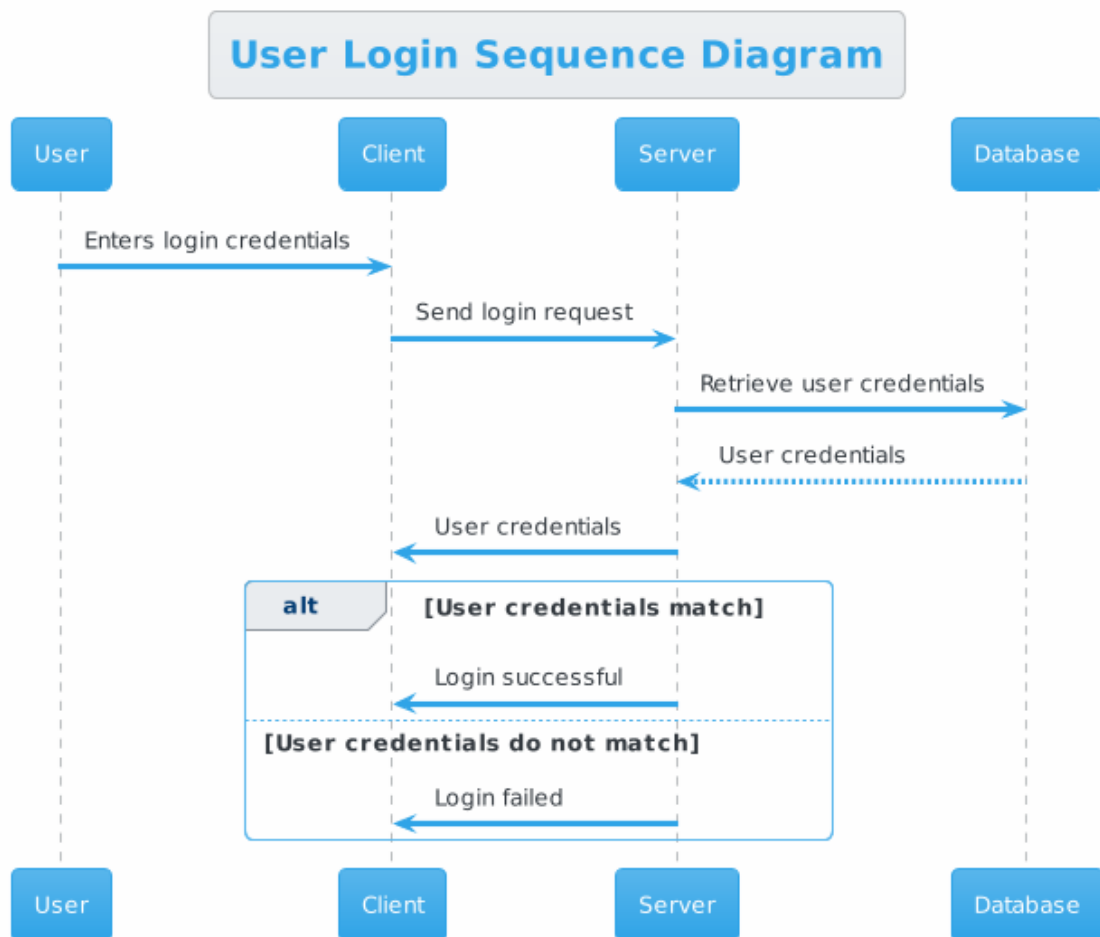 User Login Sequence Diagram
User Client Server Database
Enters login credentials
Send login request
Retrieve user credentials
User credentials
User credentials
alt [User credentials match]
Login successful
[User credentials do not match]
Login failed
User Client Server Database